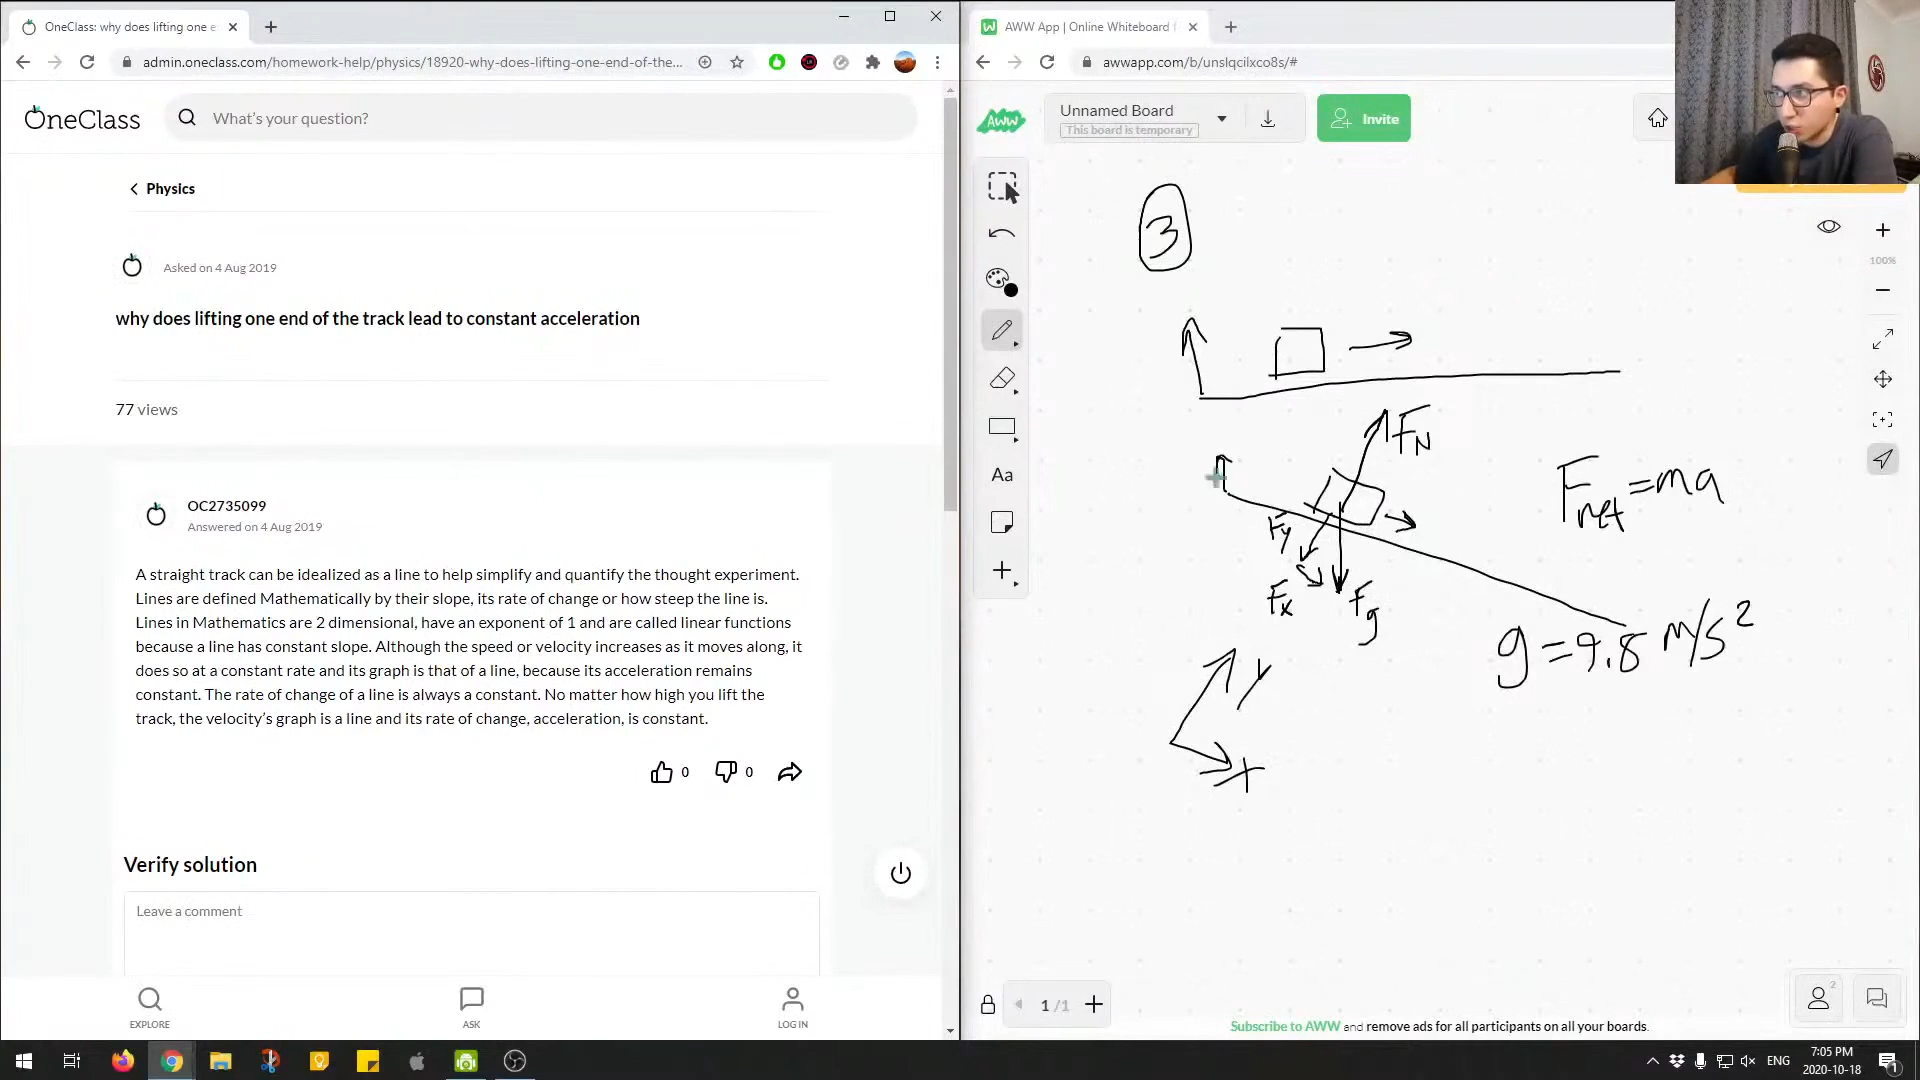 OneClass: why does lifting one e
admin.oneclass.com/homework-help/physics/18920-why-does-lifting-one-end-of-the...
OneClass
What's your question?
Physics
Asked on 4 Aug 2019
why does lifting one end of the track lead to constant acceleration
77 views
OC2735099
Answered on 4 Aug 2019
A straight track can be idealized as a line to help simplify and quantify the thought experiment.
Lines are defined Mathematically by their slope, its rate of change or how steep the line is.
Lines in Mathematics are 2 dimensional, have an exponent of 1 and are called linear functions
because a line has constant slope. Although the speed or velocity increases as it moves along, it
does so at a constant rate and its graph is that of a line, because its acceleration remains
constant. The rate of change of a line is always a constant. No matter how high you lift the
track, the velocity's graph is a line and its rate of change, acceleration, is constant.
0 0
Verify solution
Leave a comment
EXPLORE ASK LOG IN
AWW App | Online Whiteboard f
awwapp.com/b/unslqcilxco8s/#
AWW
Unnamed Board
This board is temporary
Invite
100%
Aa
3
FN
Fnet=ma
Fy
Fx
Fg
g=9.8 m/s²
y
x
1 /1
2
Subscribe to AWW and remove ads for all participants on all your boards.
ENG
7:05 PM
2020-10-18
1